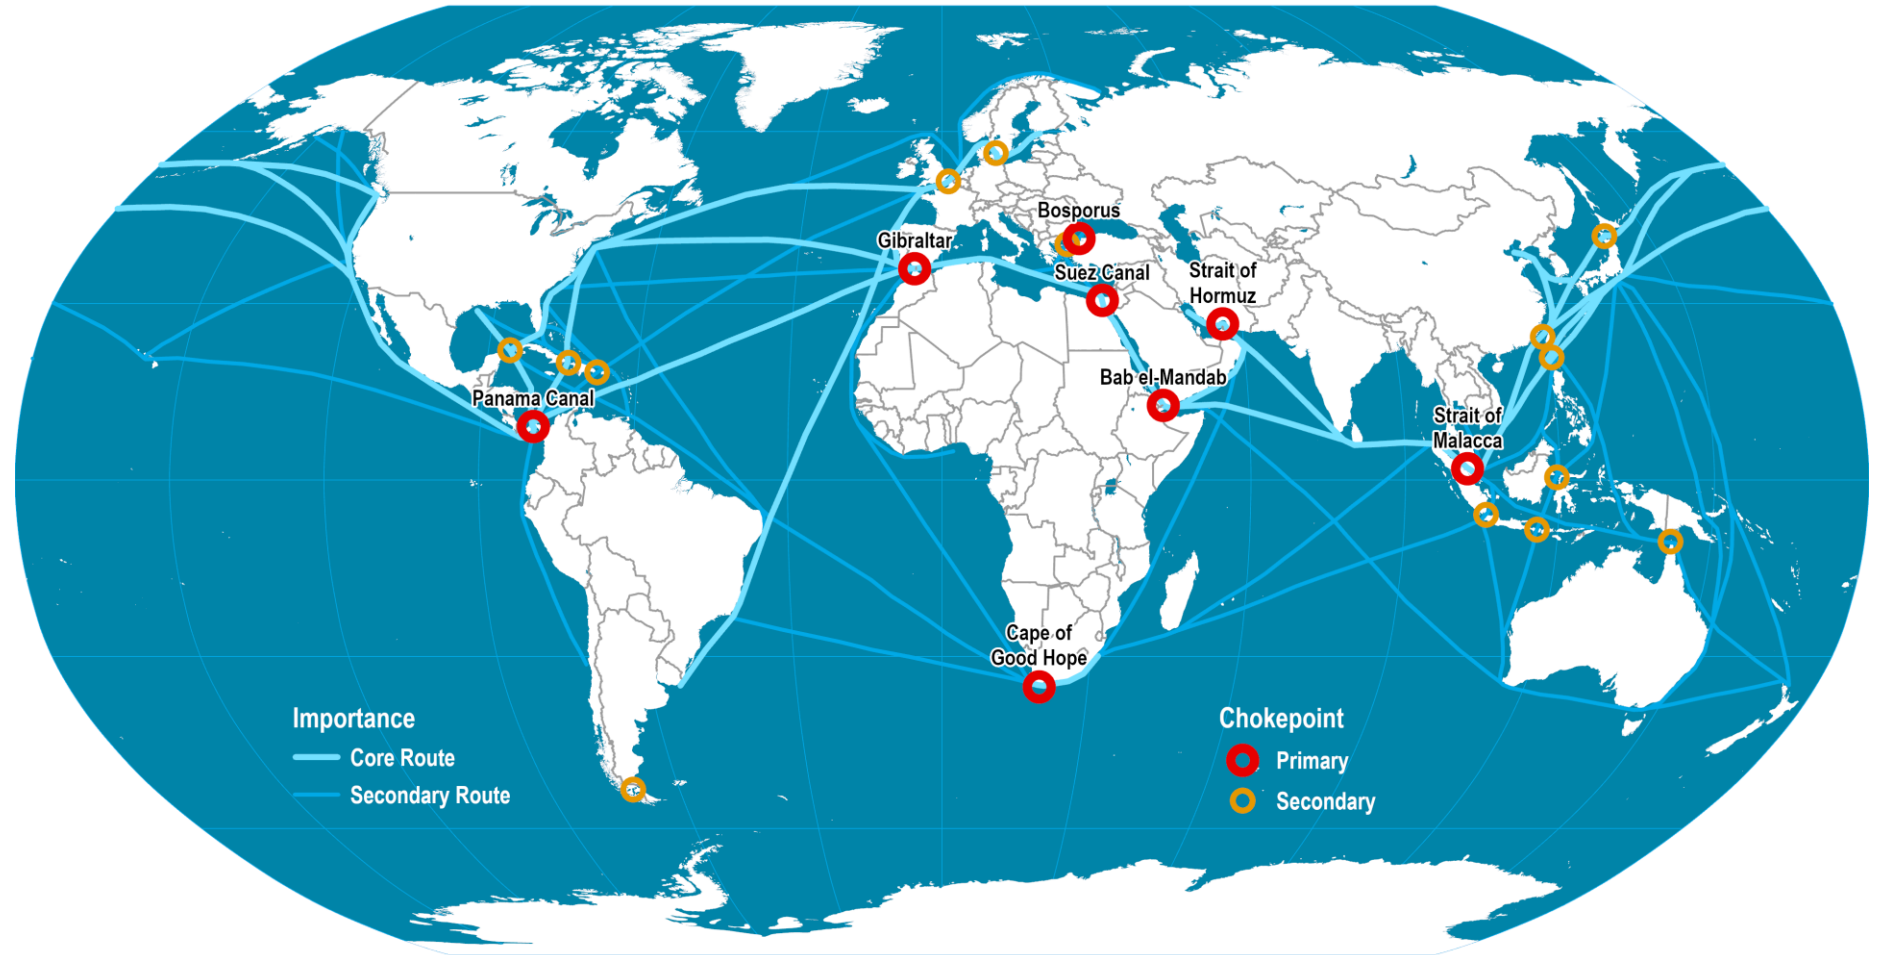 Bosporus
Gibraltar
Suez Canal
Strait of
Hormuz
Bab el-Mandab
Panama Canal
Strait of
Malacca
Cape of
Good Hope
Importance
Core Route
Secondary Route
Chokepoint
Primary
Secondary